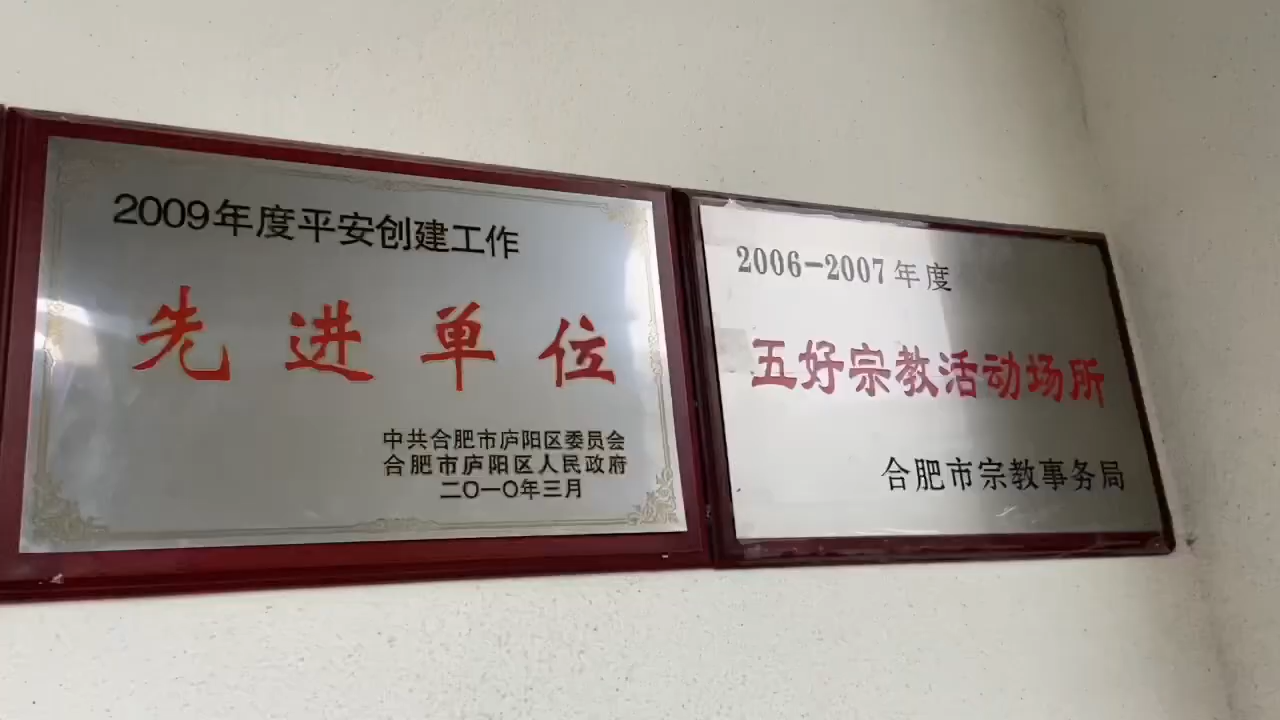 2009年度平安创建工作
先进单位
中共合肥市庐阳区委员会
合肥市庐阳区人民政府
二〇一〇年三月
2006-2007年度
五好宗教活动场所
合肥市宗教事务局